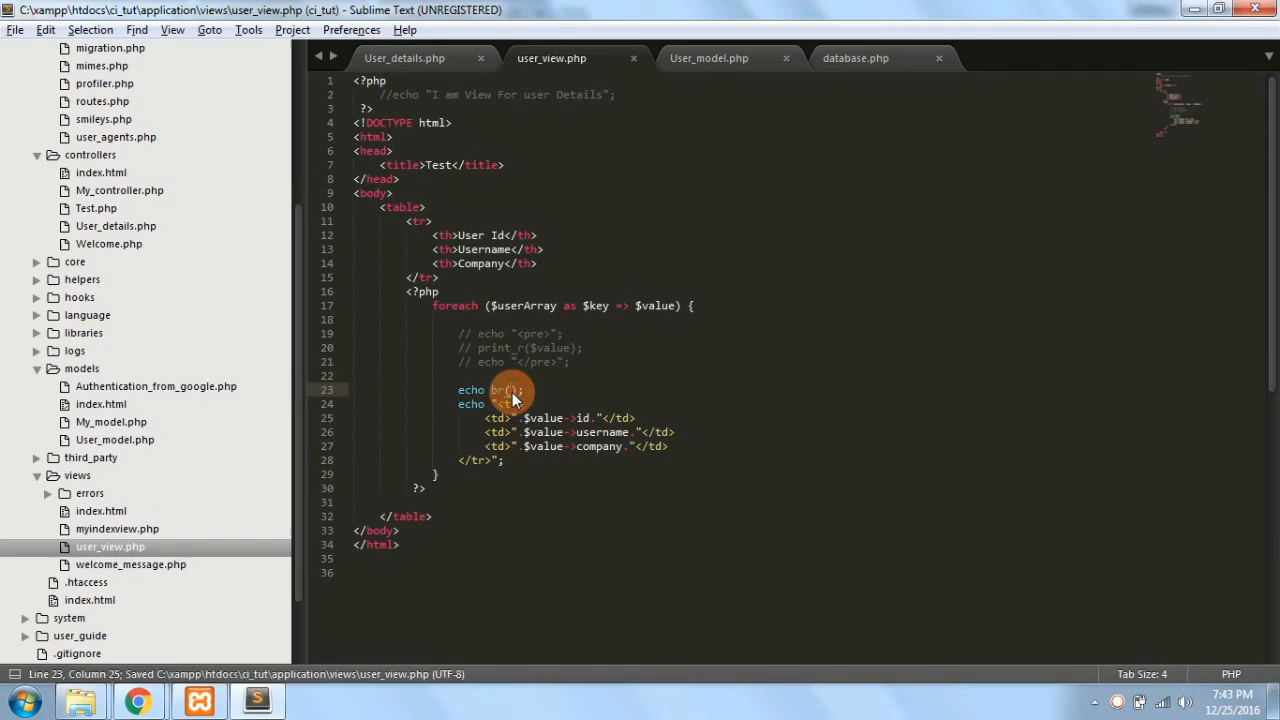 C:\xampp\htdocs\ci_tut\application\views\user_view.php (ci_tut) - Sublime Text (UNREGISTERED)
File Edit Selection Find View Goto Tools Project Preferences Help
migration.php
mimes.php
profiler.php
routes.php
smileys.php
user_agents.php
controllers
index.html
My_controller.php
Test.php
User_details.php
Welcome.php
core
helpers
hooks
language
libraries
logs
models
Authentication_from_google.php
index.html
My_model.php
User_model.php
third_party
views
errors
index.html
myindexview.php
user_view.php
welcome_message.php
.htaccess
index.html
system
user_guide
.gitignore
User_details.php user_view.php User_model.php database.php
1 <?php
2 //echo "I am View For user Details";
3 ?>
4 <!DOCTYPE html>
5 <html>
6 <head>
7 <title>Test</title>
8 </head>
9 <body>
10 <table>
11 <tr>
12 <th>User Id</th>
13 <th>Username</th>
14 <th>Company</th>
15 </tr>
16 <?php
17 foreach ($userArray as $key => $value) {
18
19 // echo "<pre>";
20 // print_r($value);
21 // echo "</pre>";
22
23 echo br();
24 echo "<t
25 <td>".$value->id."</td>
26 <td>".$value->username."</td>
27 <td>".$value->company."</td>
28 </tr>";
29 }
30 ?>
31
32 </table>
33 </body>
34 </html>
35
36
Line 23, Column 25; Saved C:\xampp\htdocs\ci_tut\application\views\user_view.php (UTF-8) Tab Size: 4 PHP
7:43 PM
12/25/2016